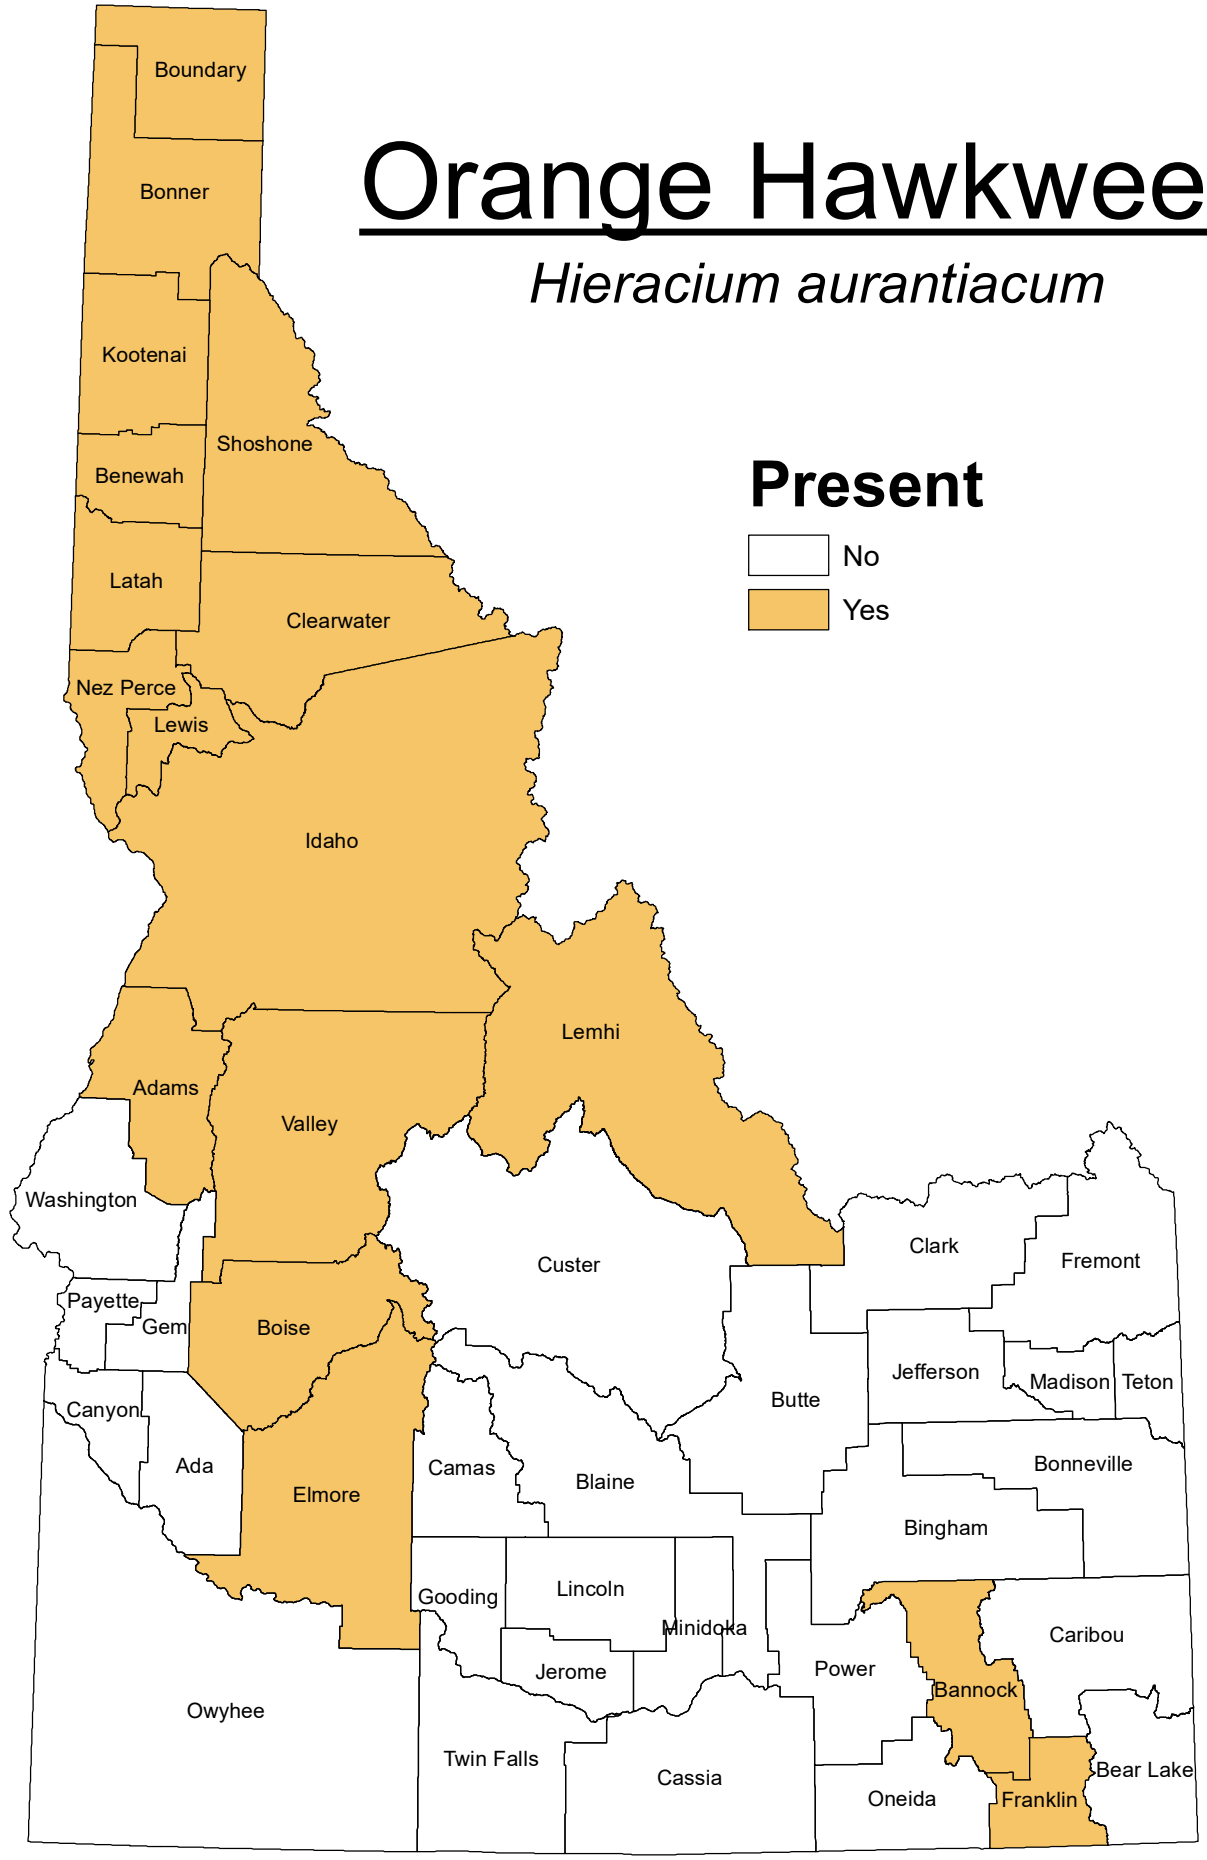 Boundary
Orange Hawkwee
Bonner
Hieracium aurantiacum
Kootenai
Shoshone
Benewah
Present
No
Latah
Yes
Clearwater
Nez Perce
Lewis
Idaho
Lemhi
Adams
Valley
Washington
Clark
Custer
Fremont
Payette
Gem
Boise
Jefferson
Madison
Teton
Butte
Canyon
Ada
Camas
Blaine
Bonneville
Elmore
Bingham
Gooding
Lincoln
Minidoka
Caribou
Jerome
Power
Bannock
Owyhee
Twin Falls
Cassia
Bear Lake
Oneida
Franklin